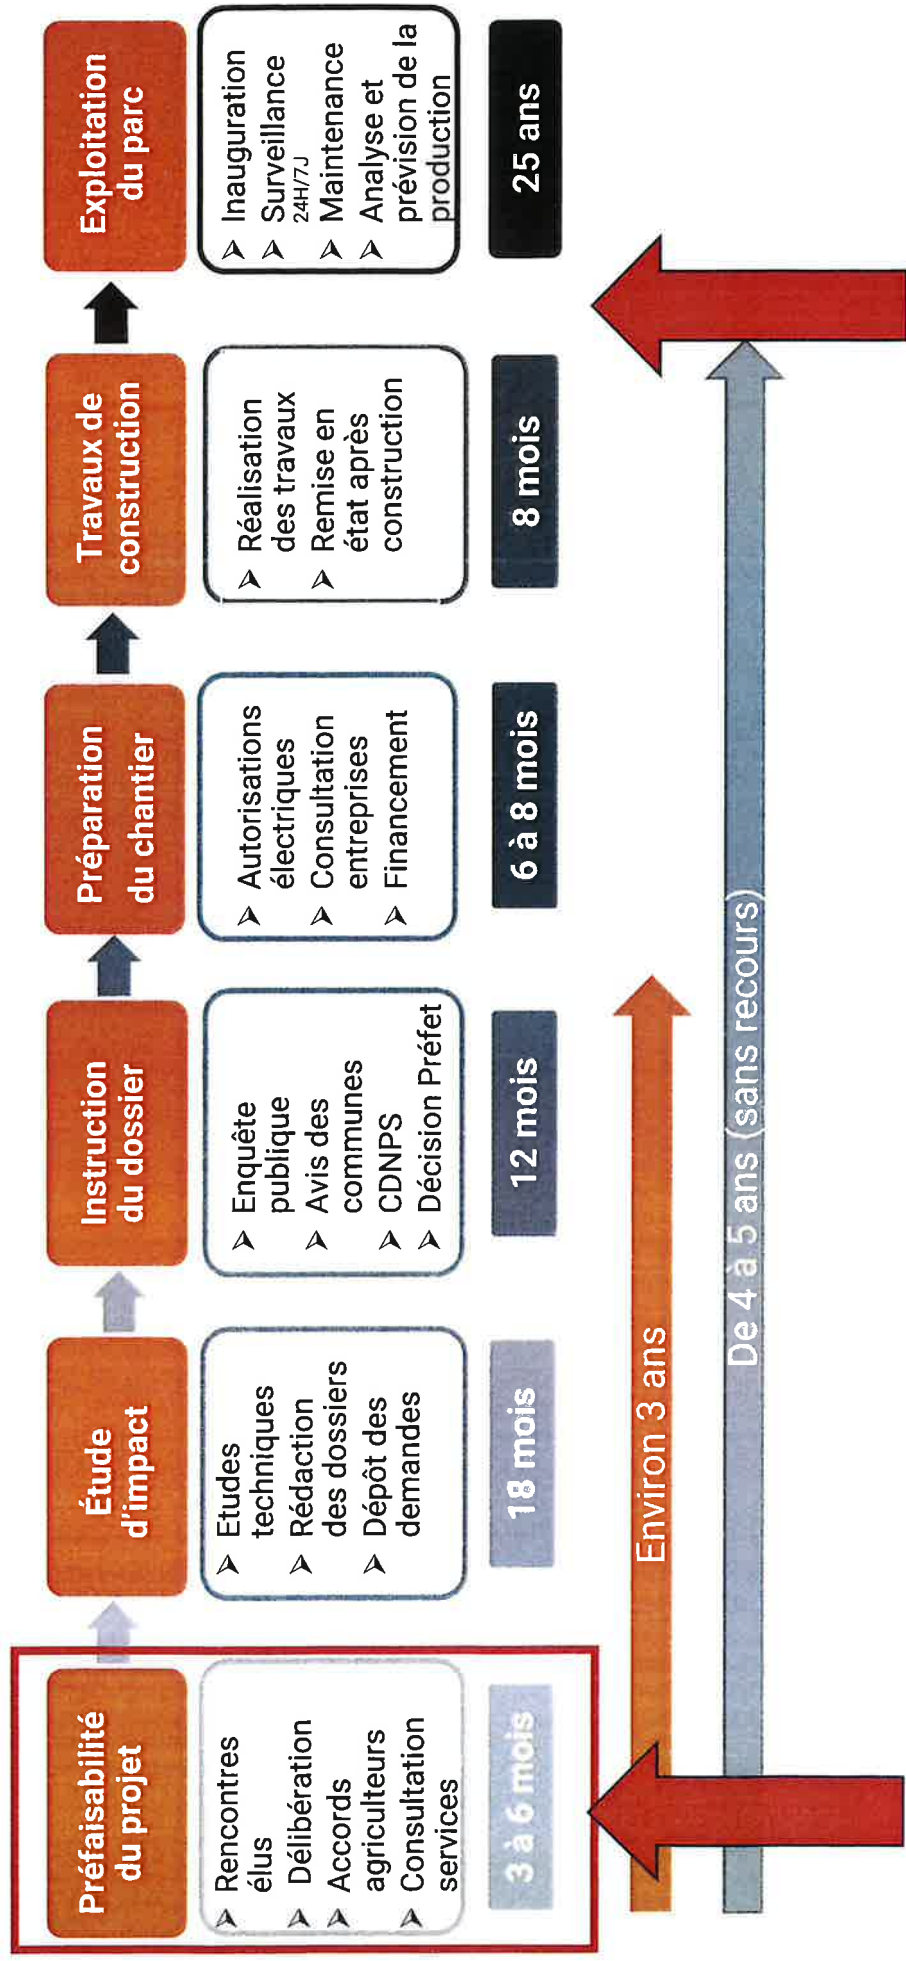 Préfaisabilité
du projet
Rencontres
élus
Délibération
Accords
agriculteurs
Consultation
services
3 à 6 mois
Étude
d'impact
Etudes
techniques
Rédaction
des dossiers
Dépôt des
demandes
18 mois
Instruction
du dossier
Enquête
publique
Avis des
communes
CDNPS
Décision Préfet
12 mois
Préparation
du chantier
Autorisations
électriques
Consultation
entreprises
Financement
6 à 8 mois
Travaux de
construction
Réalisation
des travaux
Remise en
état après
construction
8 mois
Exploitation
du parc
Inauguration
Surveillance
24H/7J
Maintenance
Analyse et
prévision de la
production
25 ans
Environ 3 ans
De 4 à 5 ans (sans recours)